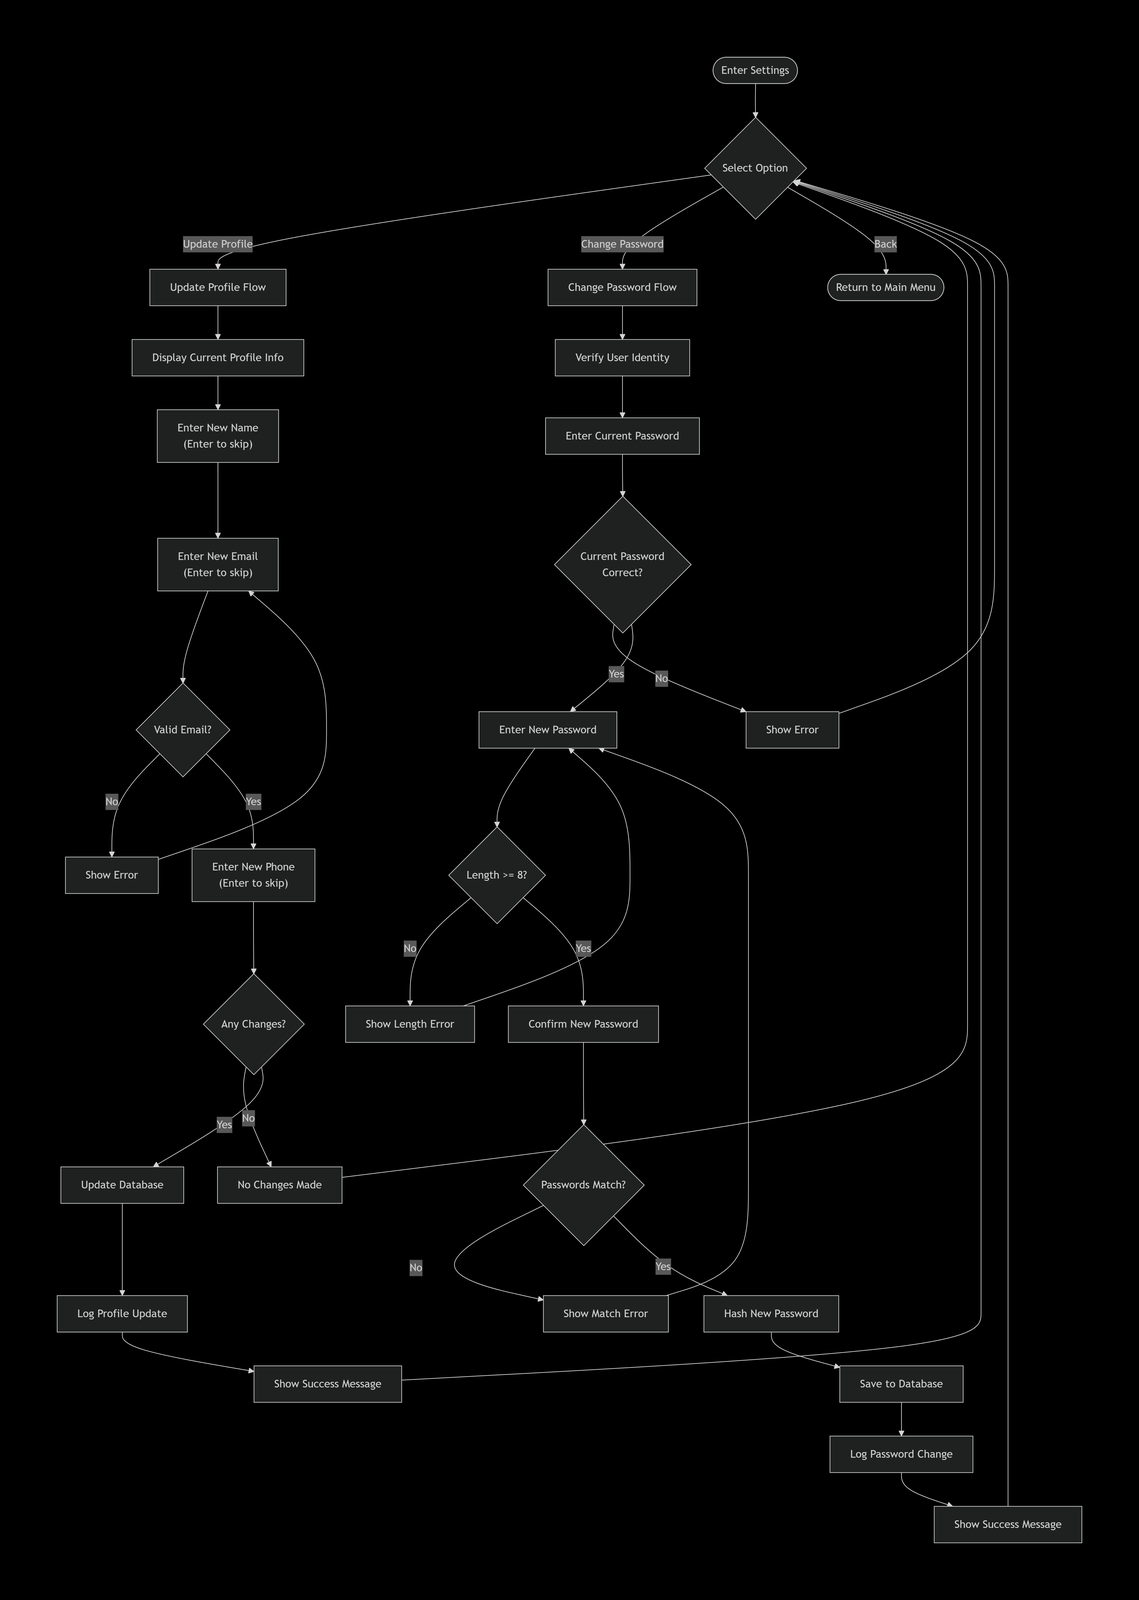 Enter Settings
Select Option
Update Profile
Change Password
Back
Update Profile Flow
Change Password Flow
Return to Main Menu
Display Current Profile Info
Verify User Identity
Enter New Name
(Enter to skip)
Enter Current Password
Enter New Email
(Enter to skip)
Current Password
Correct?
Yes
No
Valid Email?
Enter New Password
Show Error
No
Yes
Show Error
Enter New Phone
(Enter to skip)
Length >= 8?
No
Yes
Any Changes?
Show Length Error
Confirm New Password
Yes
No
Update Database
No Changes Made
Passwords Match?
No
Yes
Log Profile Update
Show Match Error
Hash New Password
Show Success Message
Save to Database
Log Password Change
Show Success Message